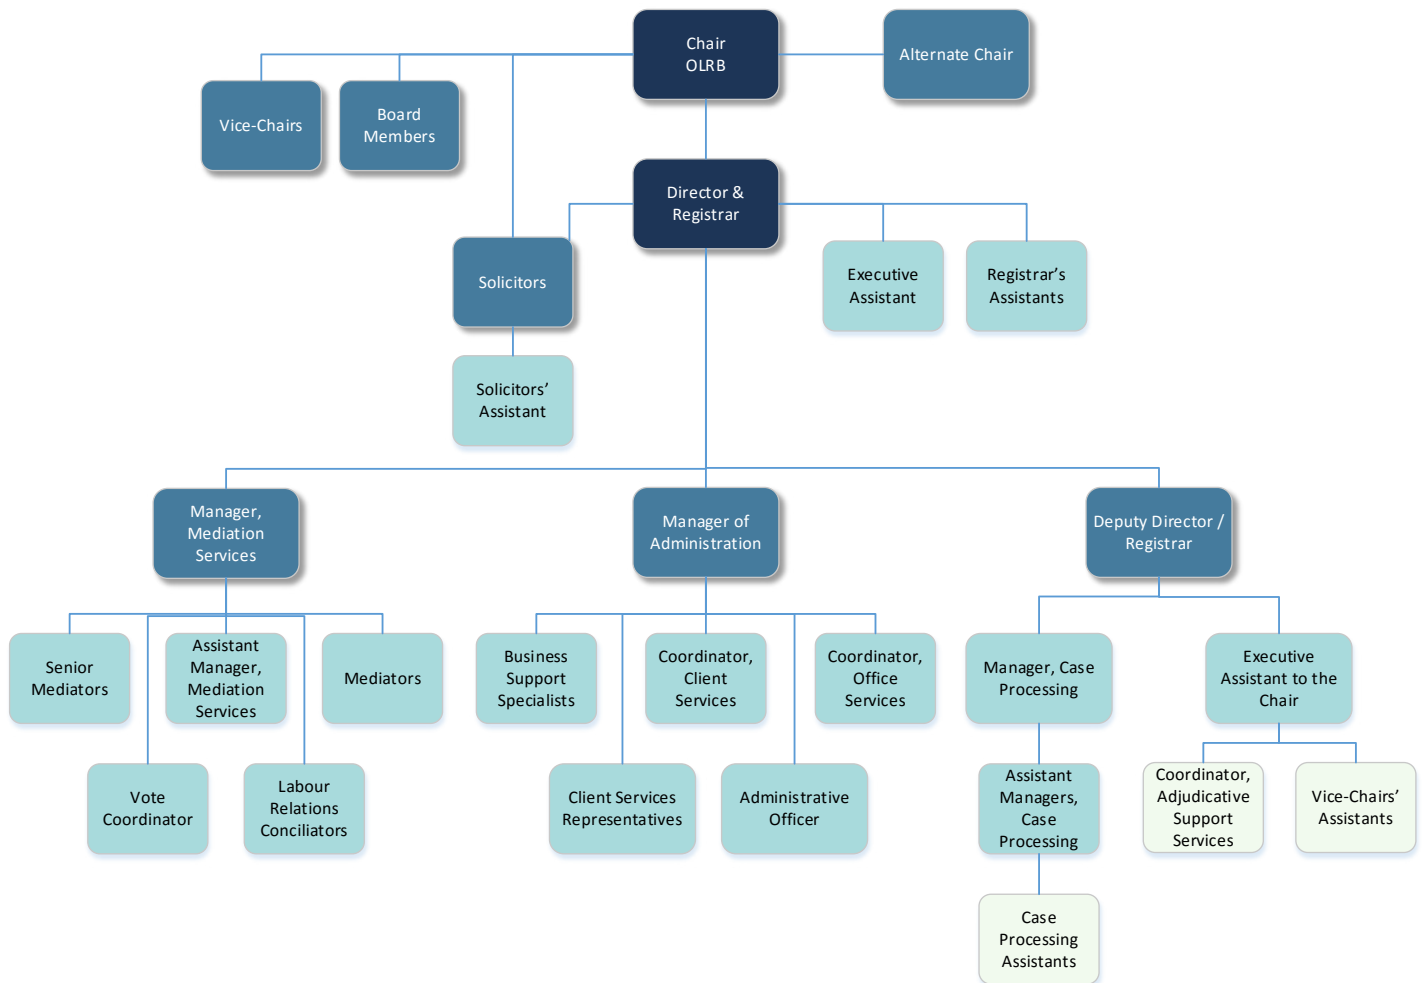 Chair
OLRB
Alternate Chair
Vice-Chairs
Board
Members
Director &
Registrar
Solicitors
Executive
Assistant
Registrar’s
Assistants
Solicitors’
Assistant
Manager,
Mediation
Services
Manager of
Administration
Deputy Director /
Registrar
Senior
Mediators
Assistant
Manager,
Mediation
Services
Mediators
Business
Support
Specialists
Coordinator,
Client
Services
Coordinator,
Office
Services
Manager, Case
Processing
Executive
Assistant to the
Chair
Vote
Coordinator
Labour
Relations
Conciliators
Client Services
Representatives
Administrative
Officer
Assistant
Managers,
Case
Processing
Coordinator,
Adjudicative
Support
Services
Vice-Chairs’
Assistants
Case
Processing
Assistants